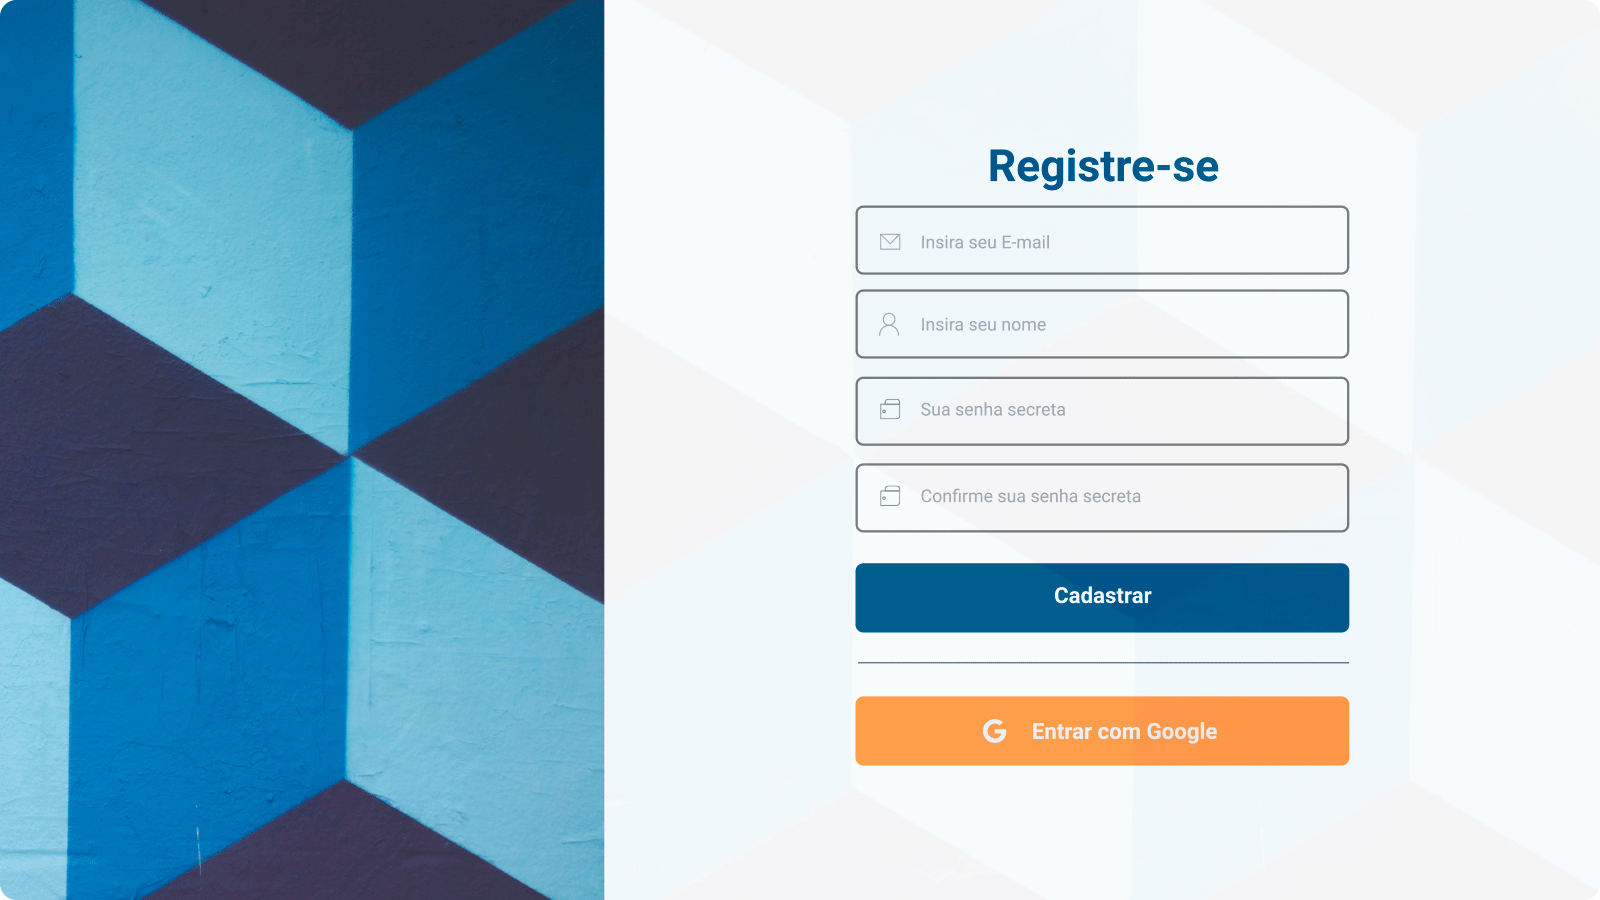 Registre-se
Insira seu E-mail
Insira seu nome
Sua senha secreta
Confirme sua senha secreta
Cadastrar
Entrar com Google